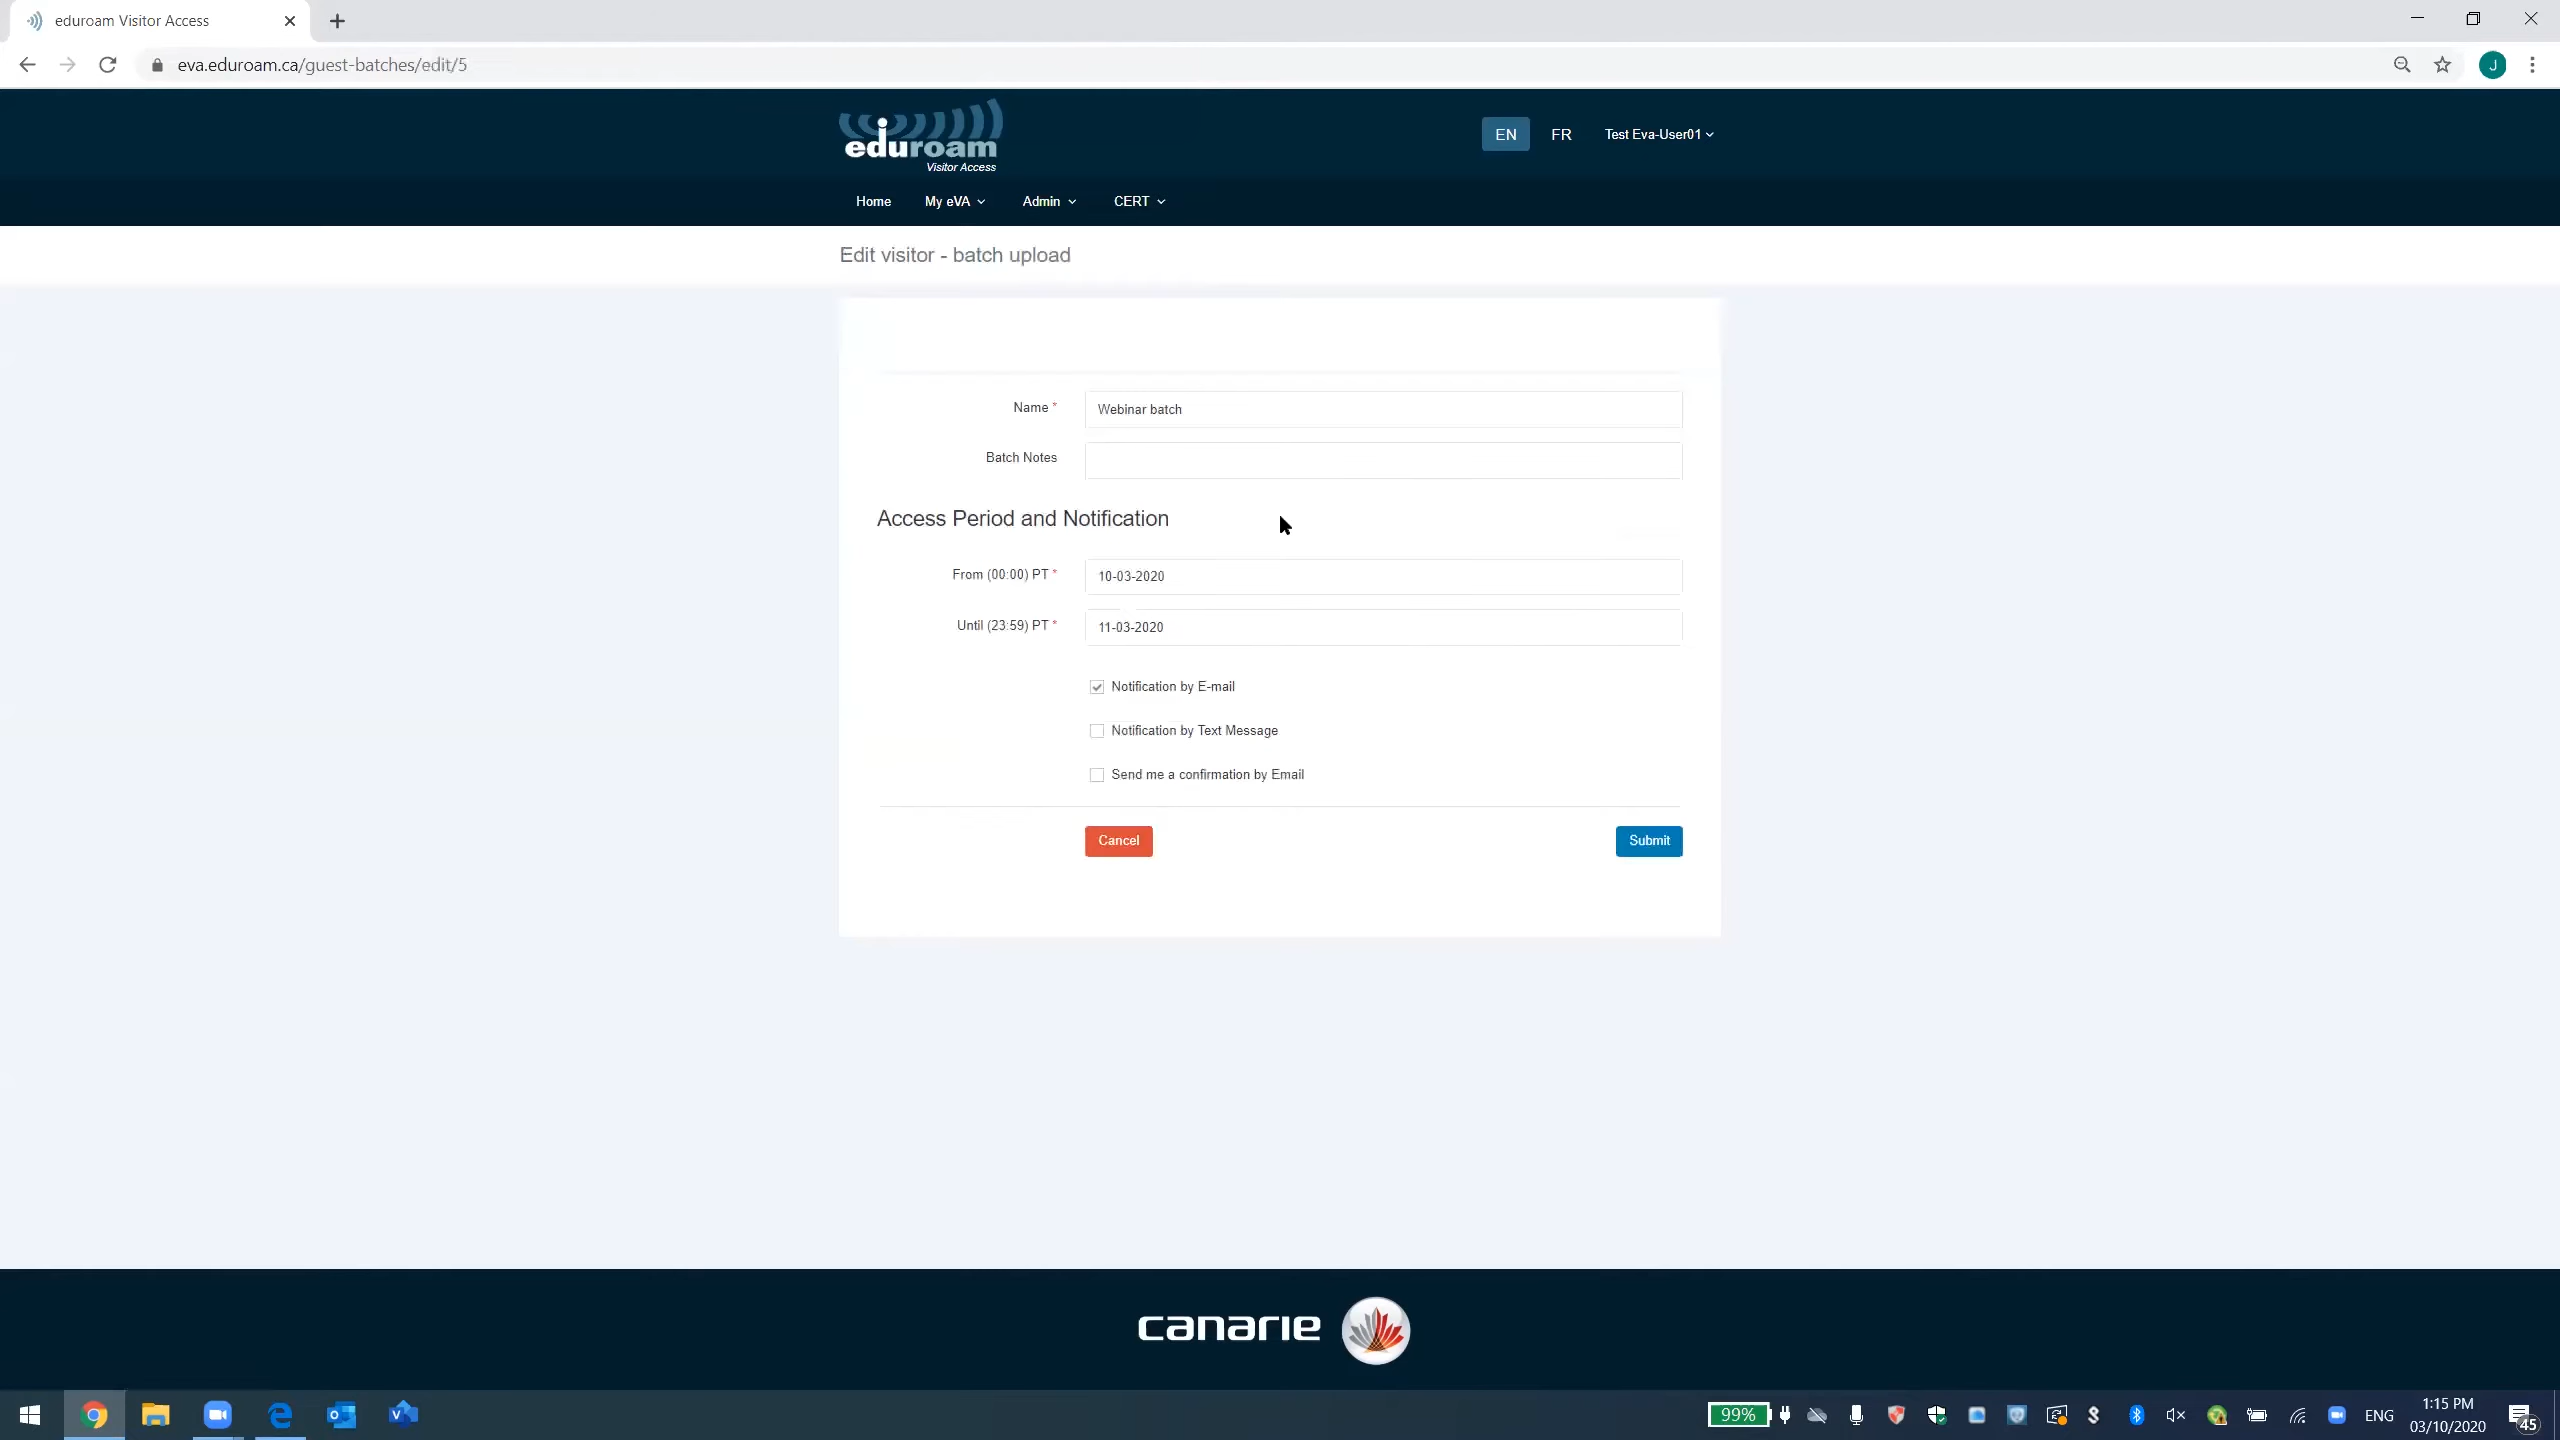 eduroam Visitor Access
eva.eduroam.ca/guest-batches/edit/5
J
eduroam
Visitor Access
EN
FR
Test Eva-User01
Home
My eVA
Admin
CERT
Edit visitor - batch upload
Name *
Webinar batch
Batch Notes
Access Period and Notification
From (00:00) PT *
10-03-2020
Until (23:59) PT *
11-03-2020
Notification by E-mail
Notification by Text Message
Send me a confirmation by Email
Cancel
Submit
canarie
99%
ENG
1:15 PM
03/10/2020
45